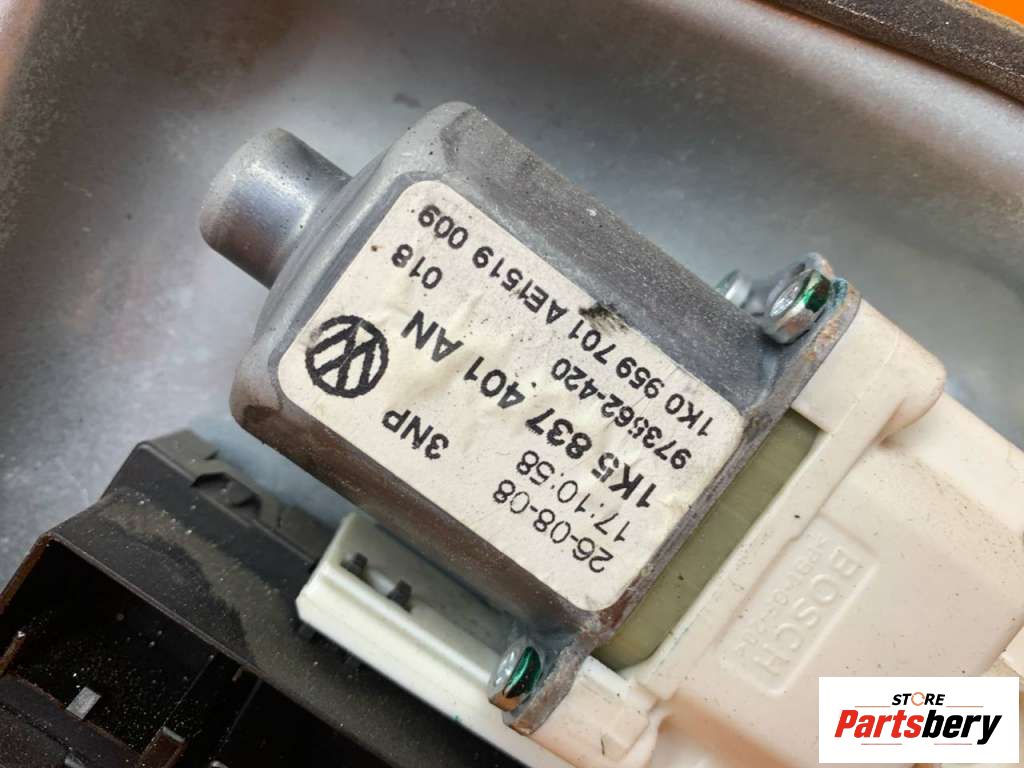 3NP 018
1K5 837 401 AN
26-08-08
17:10:58
973562-420
1K0 959 701 AE/519 009
BOSCH
STORE
Partsbery